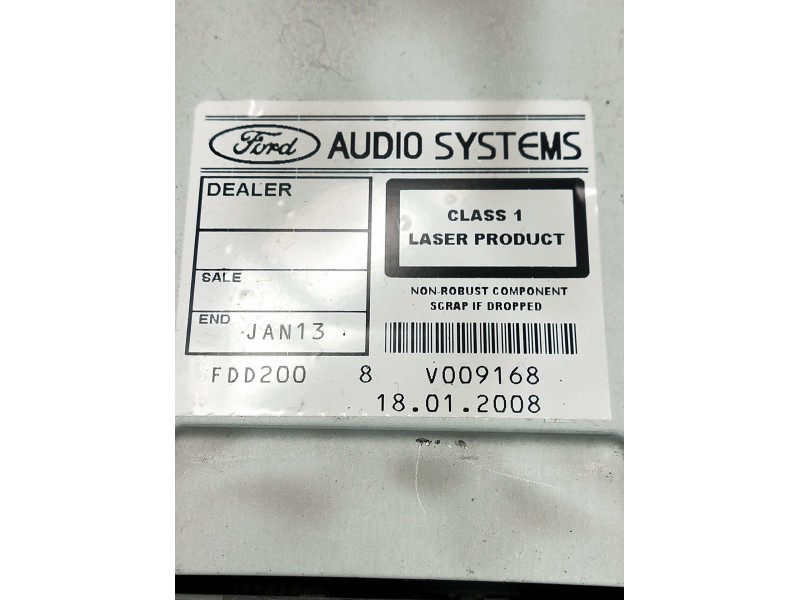 Ford AUDIO SYSTEMS
DEALER
CLASS 1
LASER PRODUCT
SALE
NON-ROBUST COMPONENT
SCRAP IF DROPPED
END JAN13
FDD200 8 V009168
18.01.2008